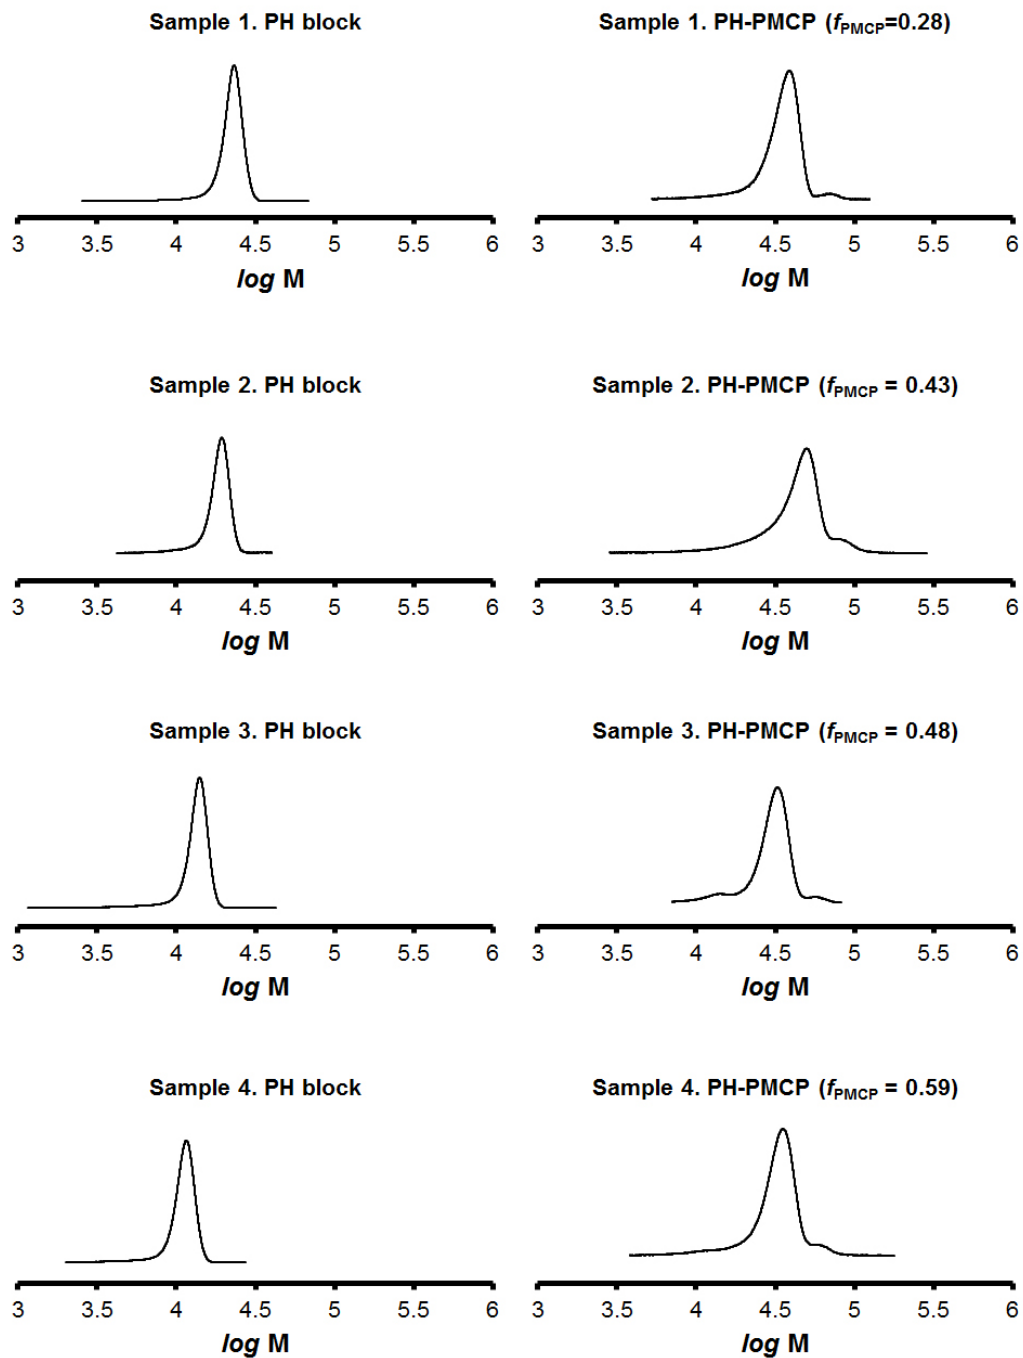 Sample 1. PH block
3 3.5 4 4.5 5 5.5 6
log M
Sample 1. PH-PMCP (fPMCP=0.28)
3 3.5 4 4.5 5 5.5 6
log M
Sample 2. PH block
3 3.5 4 4.5 5 5.5 6
log M
Sample 2. PH-PMCP (fPMCP = 0.43)
3 3.5 4 4.5 5 5.5 6
log M
Sample 3. PH block
3 3.5 4 4.5 5 5.5 6
log M
Sample 3. PH-PMCP (fPMCP = 0.48)
3 3.5 4 4.5 5 5.5 6
log M
Sample 4. PH block
3 3.5 4 4.5 5 5.5 6
log M
Sample 4. PH-PMCP (fPMCP = 0.59)
3 3.5 4 4.5 5 5.5 6
log M